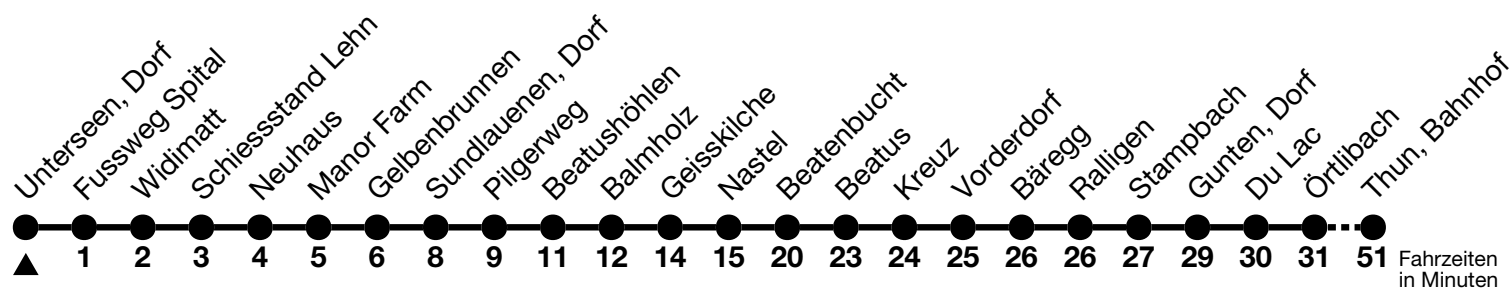 Unterseen, Dorf
Fussweg Spital
Widimatt
Schiessstand Lehn
Neuhaus
Manor Farm
Gelbenbrunnen
Sundlauenen, Dorf
Pilgerweg
Beatushöhlen
Balmholz
Geisskilche
Nastel
Beatenbucht
Beatus
Kreuz
Vorderdorf
Bäregg
Ralligen
Stampbach
Gunten, Dorf
Du Lac
Örtlibach
Thun, Bahnhof
1 2 3 4 5 6 8 9 11 12 14 15 20 23 24 25 26 26 27 29 30 31 51
Fahrzeiten
in Minuten